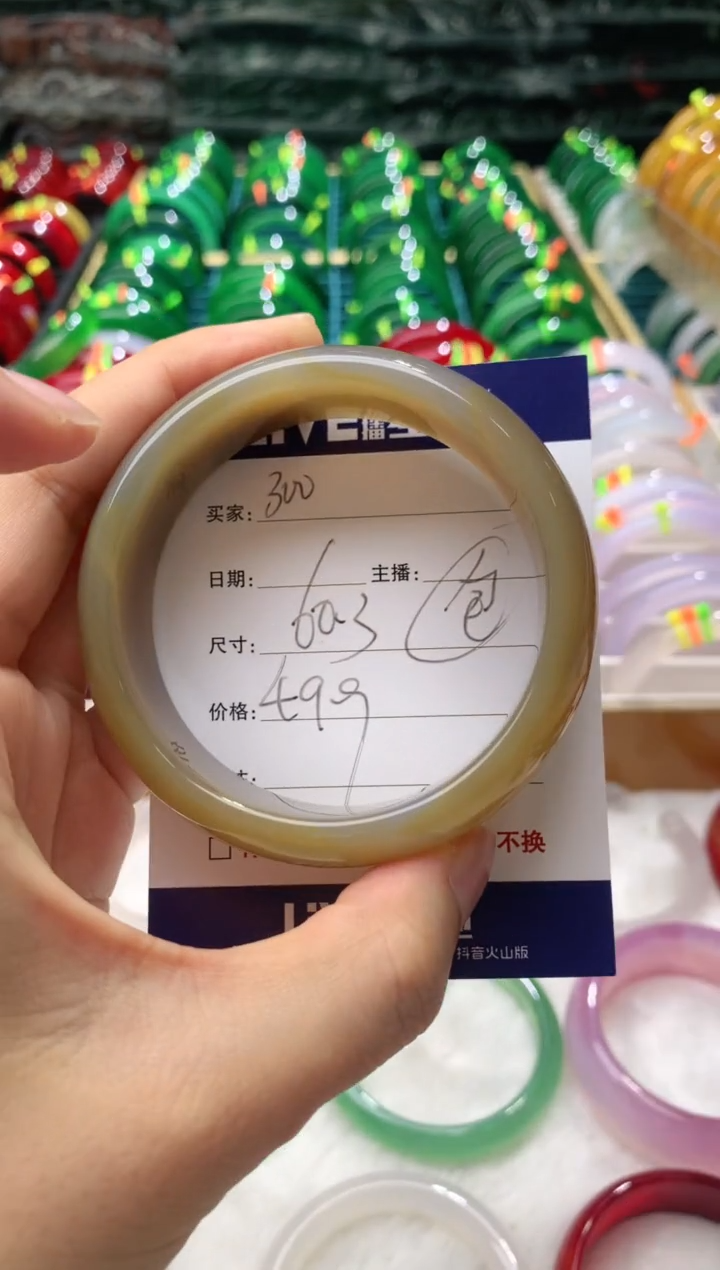 LIVE播
买家: 300
日期: 主播: 仓
尺寸: 60.3
价格: 499
不换
抖音火山版